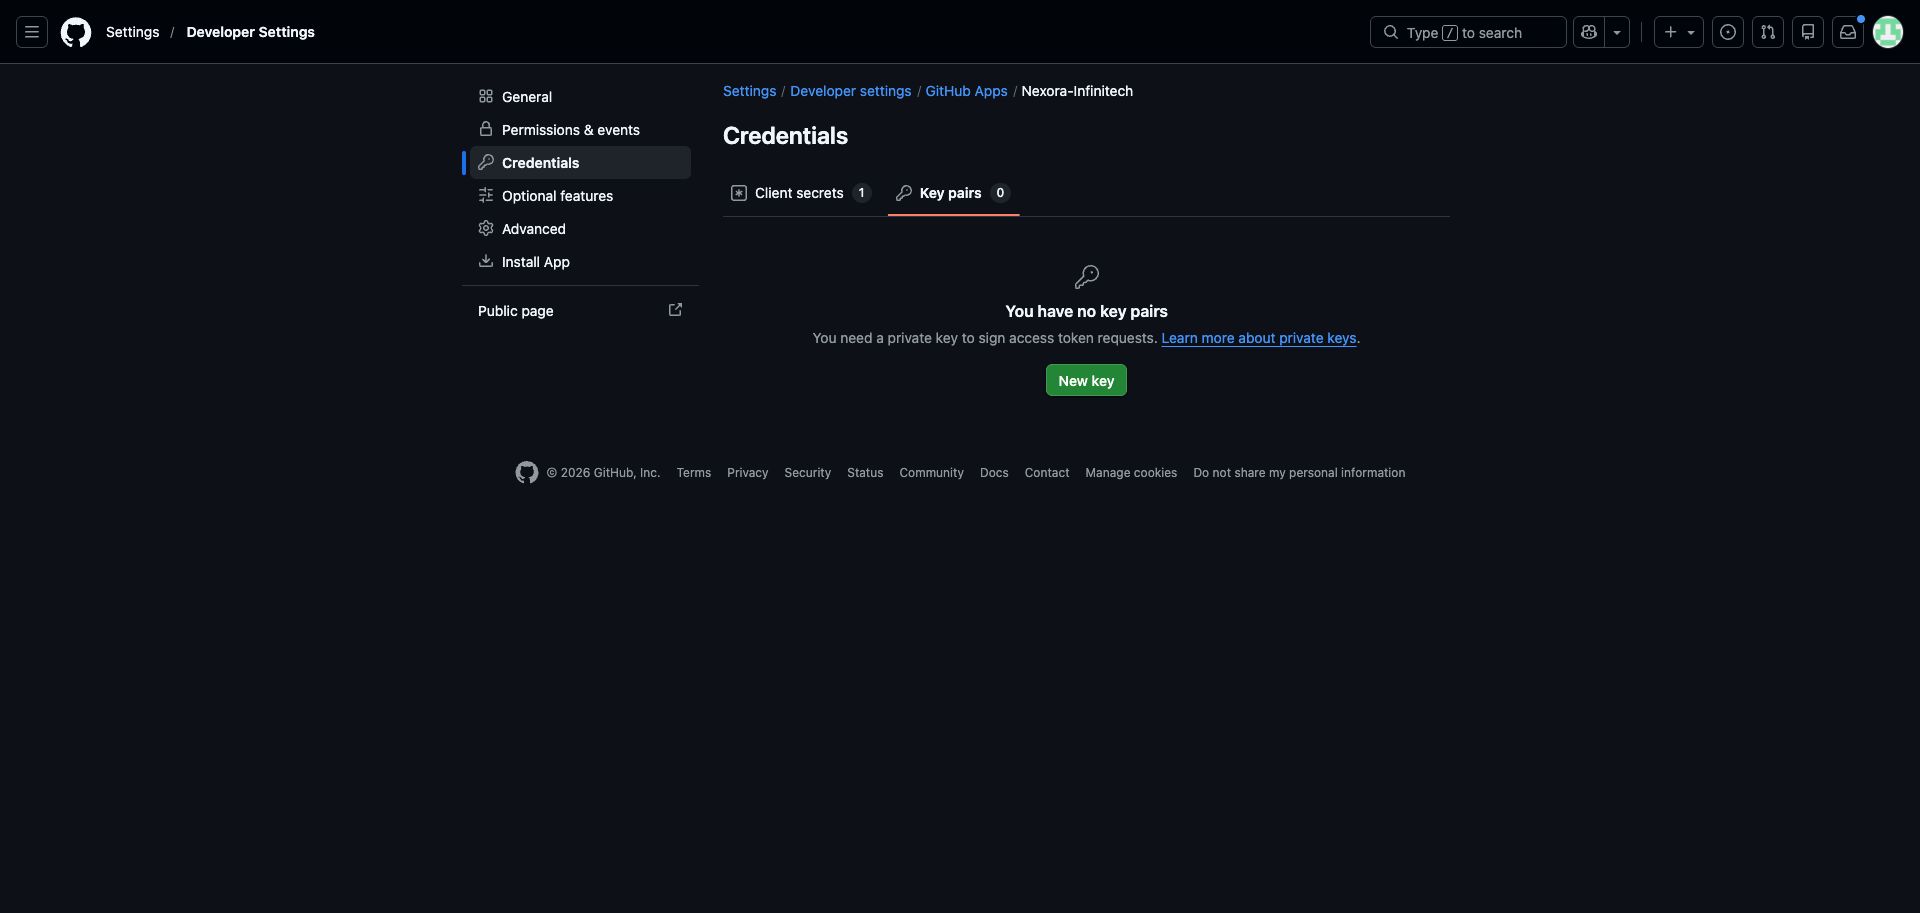 Settings / Developer Settings
Type / to search
General
Permissions & events
Credentials
Optional features
Advanced
Install App
Public page
Settings / Developer settings / GitHub Apps / Nexora-Infinitech
Credentials
Client secrets 1
Key pairs 0
You have no key pairs
You need a private key to sign access token requests. Learn more about private keys.
New key
© 2026 GitHub, Inc. Terms Privacy Security Status Community Docs Contact Manage cookies Do not share my personal information